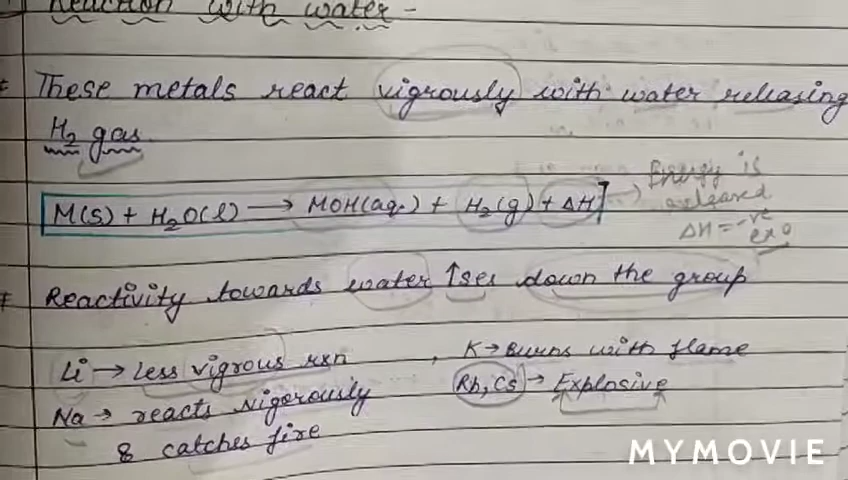 Reaction with water -
These metals react vigrously with water releasing
H₂ gas.
M(s) + H₂O(l) → MOH(aq.) + H₂(g) + ΔH] → Energy is
released
ΔH = -ve
exo
Reactivity towards water ↑ses down the group
Li → Less vigrous rxn , K → Burns with flame
Na → reacts vigorously Rb, Cs → Explosive
& catches fire
MYMOVIE